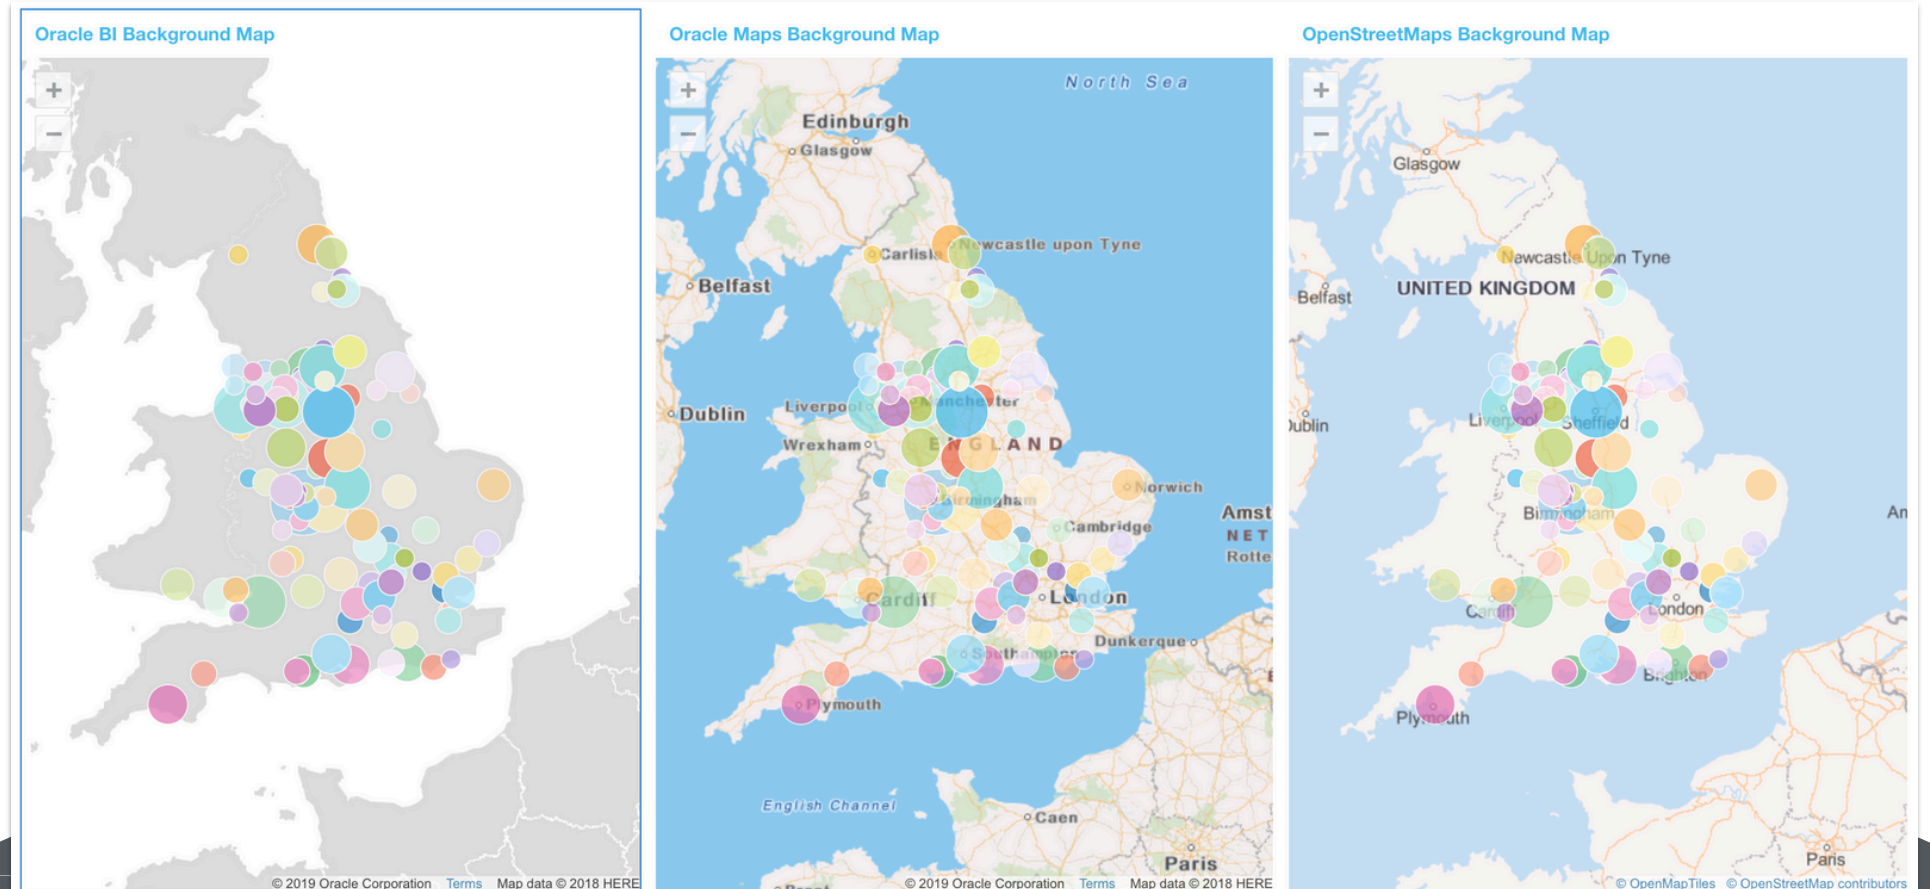 Oracle BI Background Map
+
−
© 2019 Oracle Corporation Terms Map data © 2018 HERE
Oracle Maps Background Map
+
−
North Sea
Edinburgh
Glasgow
Newcastle upon Tyne
Carlisle
Belfast
Liverpool
Manchester
Dublin
Wrexham
ENGLAND
Norwich
Birmingham
Amst
Cambridge
NET
Rotte
Cardiff
London
Dunkerque
Southampton
Plymouth
English Channel
Caen
Paris
© 2019 Oracle Corporation Terms Map data © 2018 HERE
OpenStreetMaps Background Map
+
−
Glasgow
Newcastle Upon Tyne
UNITED KINGDOM
Belfast
Liverpool
Sheffield
Dublin
Birmingham
An
Cardiff
London
Brighton
Plymouth
Paris
© OpenMapTiles © OpenStreetMap contributors